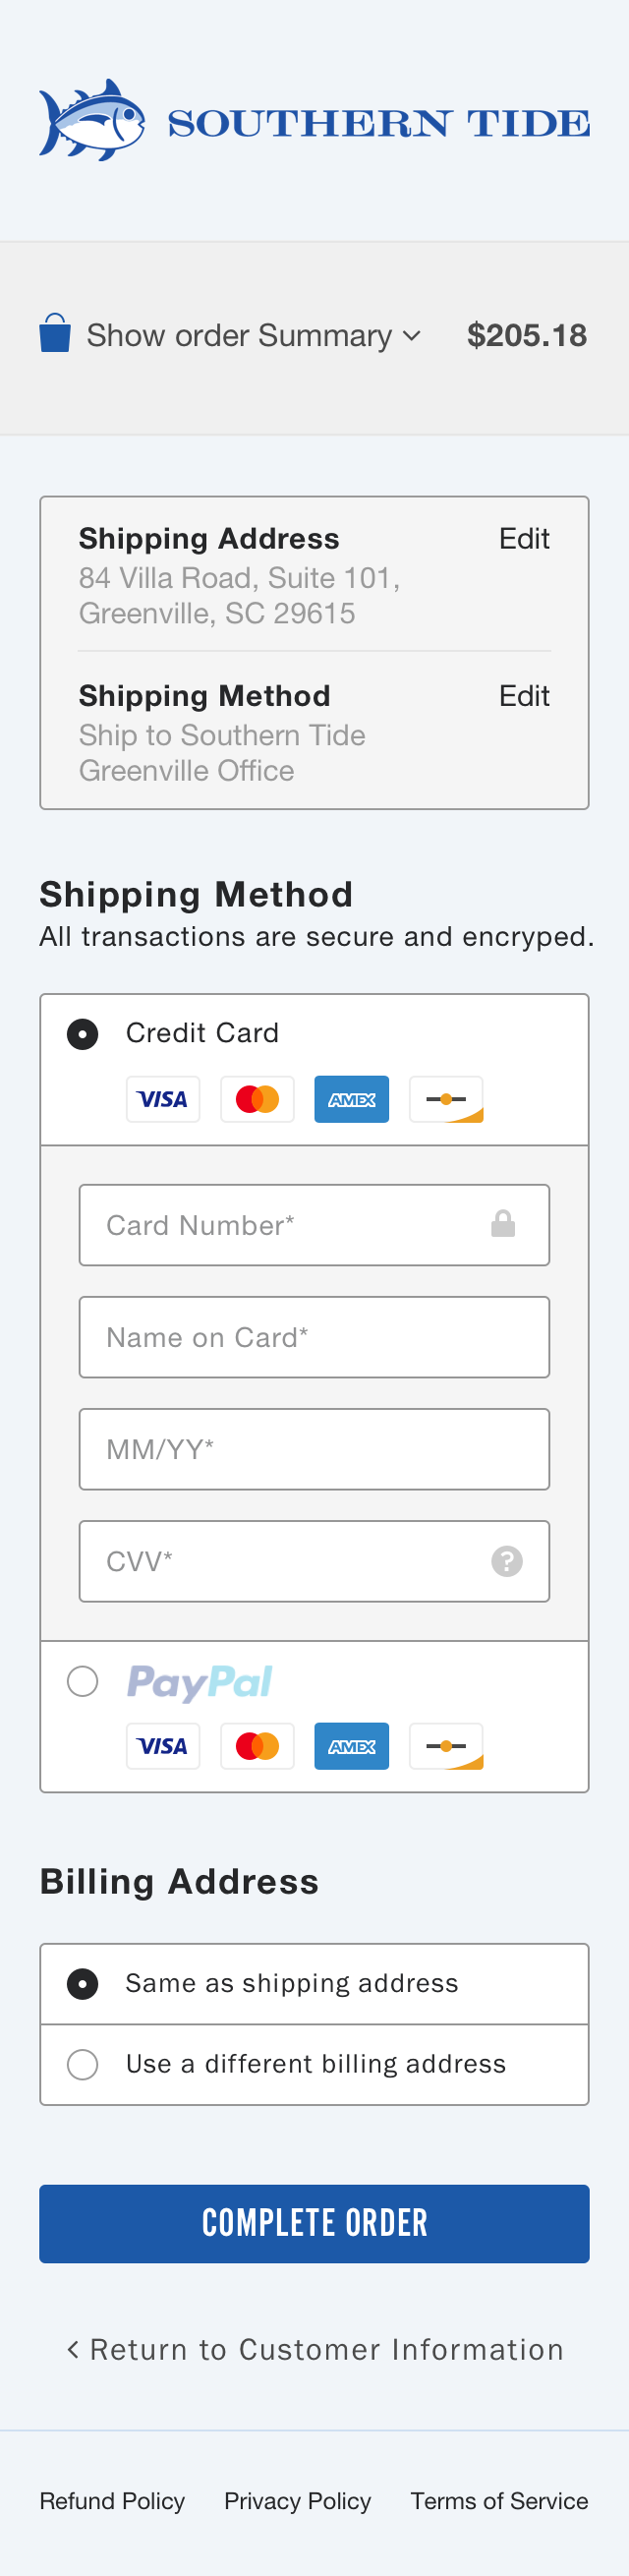 SOUTHERN TIDE
Show order Summary $205.18
Shipping Address Edit
84 Villa Road, Suite 101,
Greenville, SC 29615
Shipping Method Edit
Ship to Southern Tide
Greenville Office
Shipping Method
All transactions are secure and encryped.
Credit Card
VISA AMEX
Card Number*
Name on Card*
MM/YY*
CVV* ?
PayPal
VISA AMEX
Billing Address
Same as shipping address
Use a different billing address
COMPLETE ORDER
< Return to Customer Information
Refund Policy Privacy Policy Terms of Service